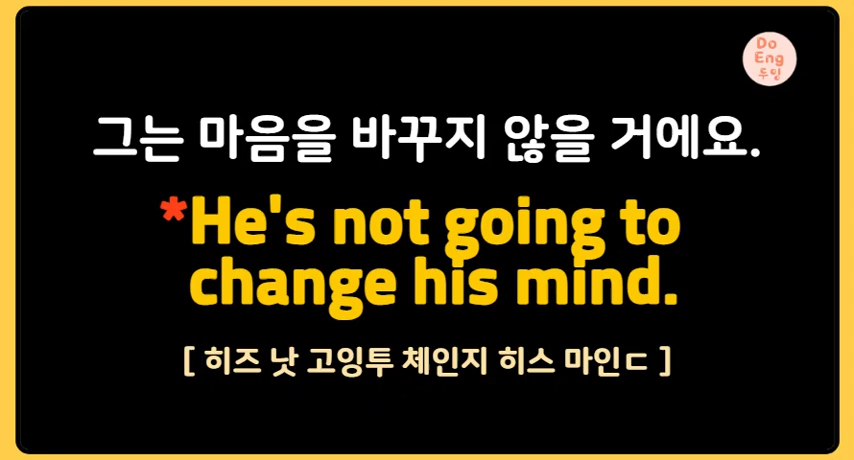 Do
Eng
두잉
그는 마음을 바꾸지 않을 거에요.
*He's not going to
change his mind.
[ 히즈 낫 고잉투 체인지 히스 마인ㄷ ]